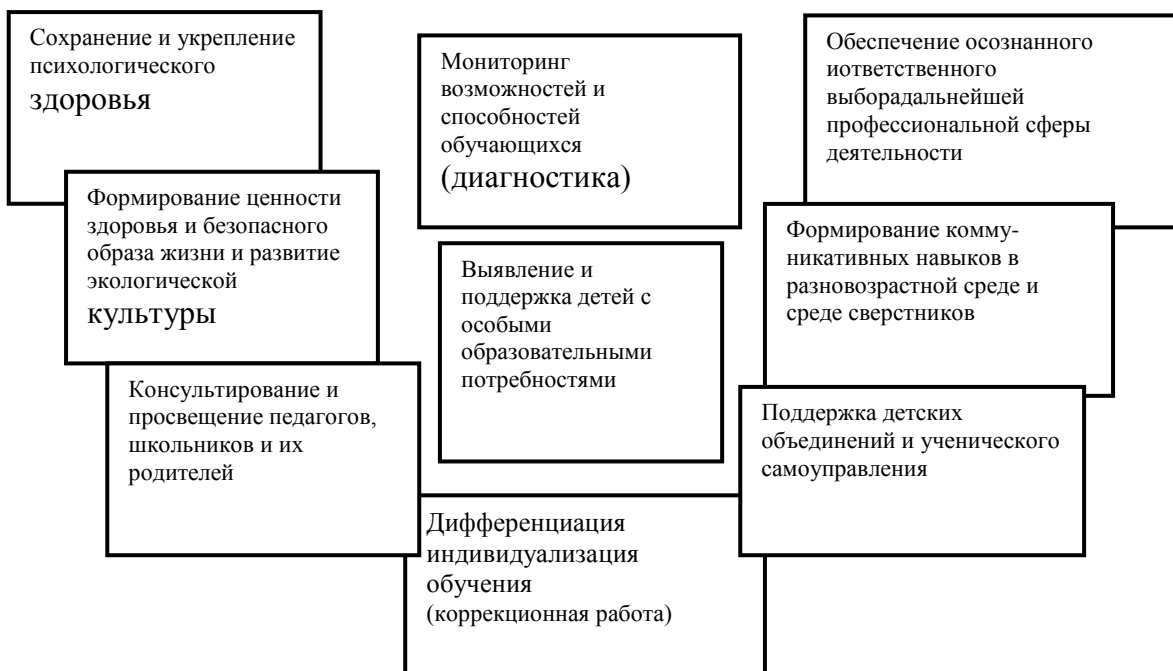 Сохранение и укрепление
психологического
здоровья
Формирование ценности
здоровья и безопасного
образа жизни и развитие
экологической
культуры
Консультирование и
просвещение педагогов,
школьников и их
родителей
Мониторинг
возможностей и
способностей
обучающихся
(диагностика)
Выявление и
поддержка детей с
особыми
образовательными
потребностями
Дифференциация
индивидуализация
обучения
(коррекционная работа)
Обеспечение осознанного
иответственного
выборадальнейшей
профессиональной сферы
деятельности
Формирование комму-
никативных навыков в
разновозрастной среде и
среде сверстников
Поддержка детских
объединений и ученического
самоуправления